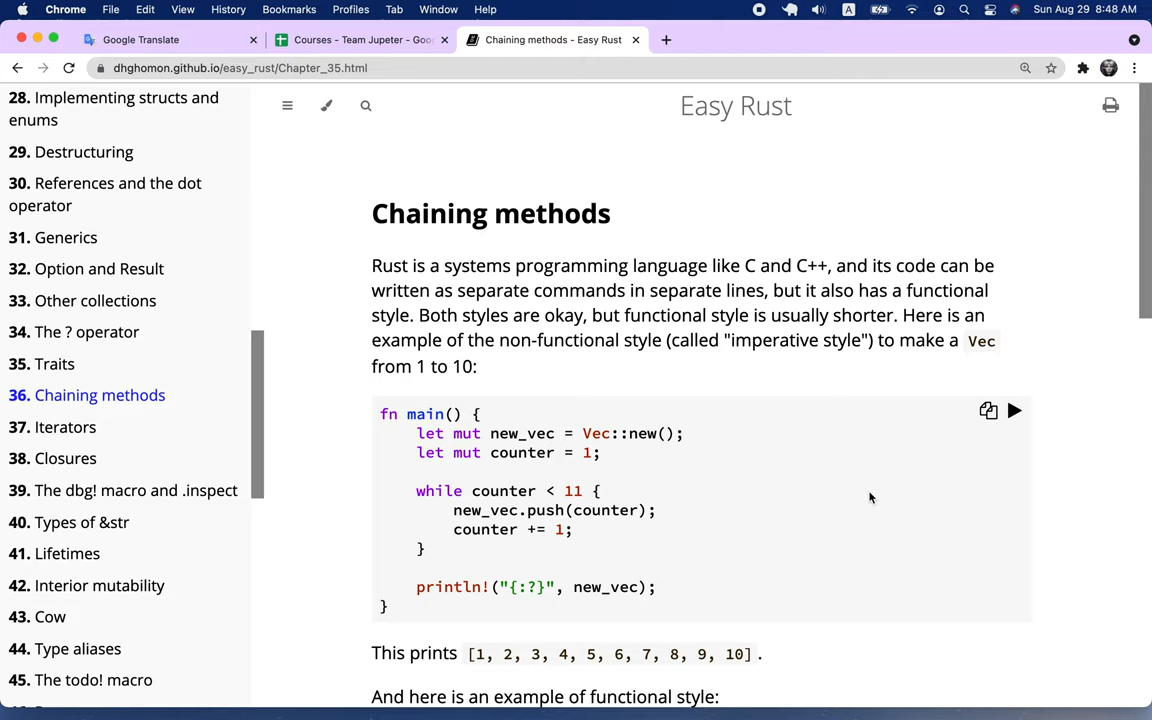 Chrome File Edit View History Bookmarks Profiles Tab Window Help A Sun Aug 29 8:48 AM
Google Translate Courses - Team Jupeter - Goo Chaining methods - Easy Rust
dhghomon.github.io/easy_rust/Chapter_35.html
28. Implementing structs and
enums
29. Destructuring
30. References and the dot
operator
31. Generics
32. Option and Result
33. Other collections
34. The ? operator
35. Traits
36. Chaining methods
37. Iterators
38. Closures
39. The dbg! macro and .inspect
40. Types of &str
41. Lifetimes
42. Interior mutability
43. Cow
44. Type aliases
45. The todo! macro
Easy Rust
Chaining methods
Rust is a systems programming language like C and C++, and its code can be
written as separate commands in separate lines, but it also has a functional
style. Both styles are okay, but functional style is usually shorter. Here is an
example of the non-functional style (called "imperative style") to make a Vec
from 1 to 10:
fn main() {
    let mut new_vec = Vec::new();
    let mut counter = 1;
    while counter < 11 {
        new_vec.push(counter);
        counter += 1;
    }
    println!("{:?}", new_vec);
}
This prints [1, 2, 3, 4, 5, 6, 7, 8, 9, 10].
And here is an example of functional style: